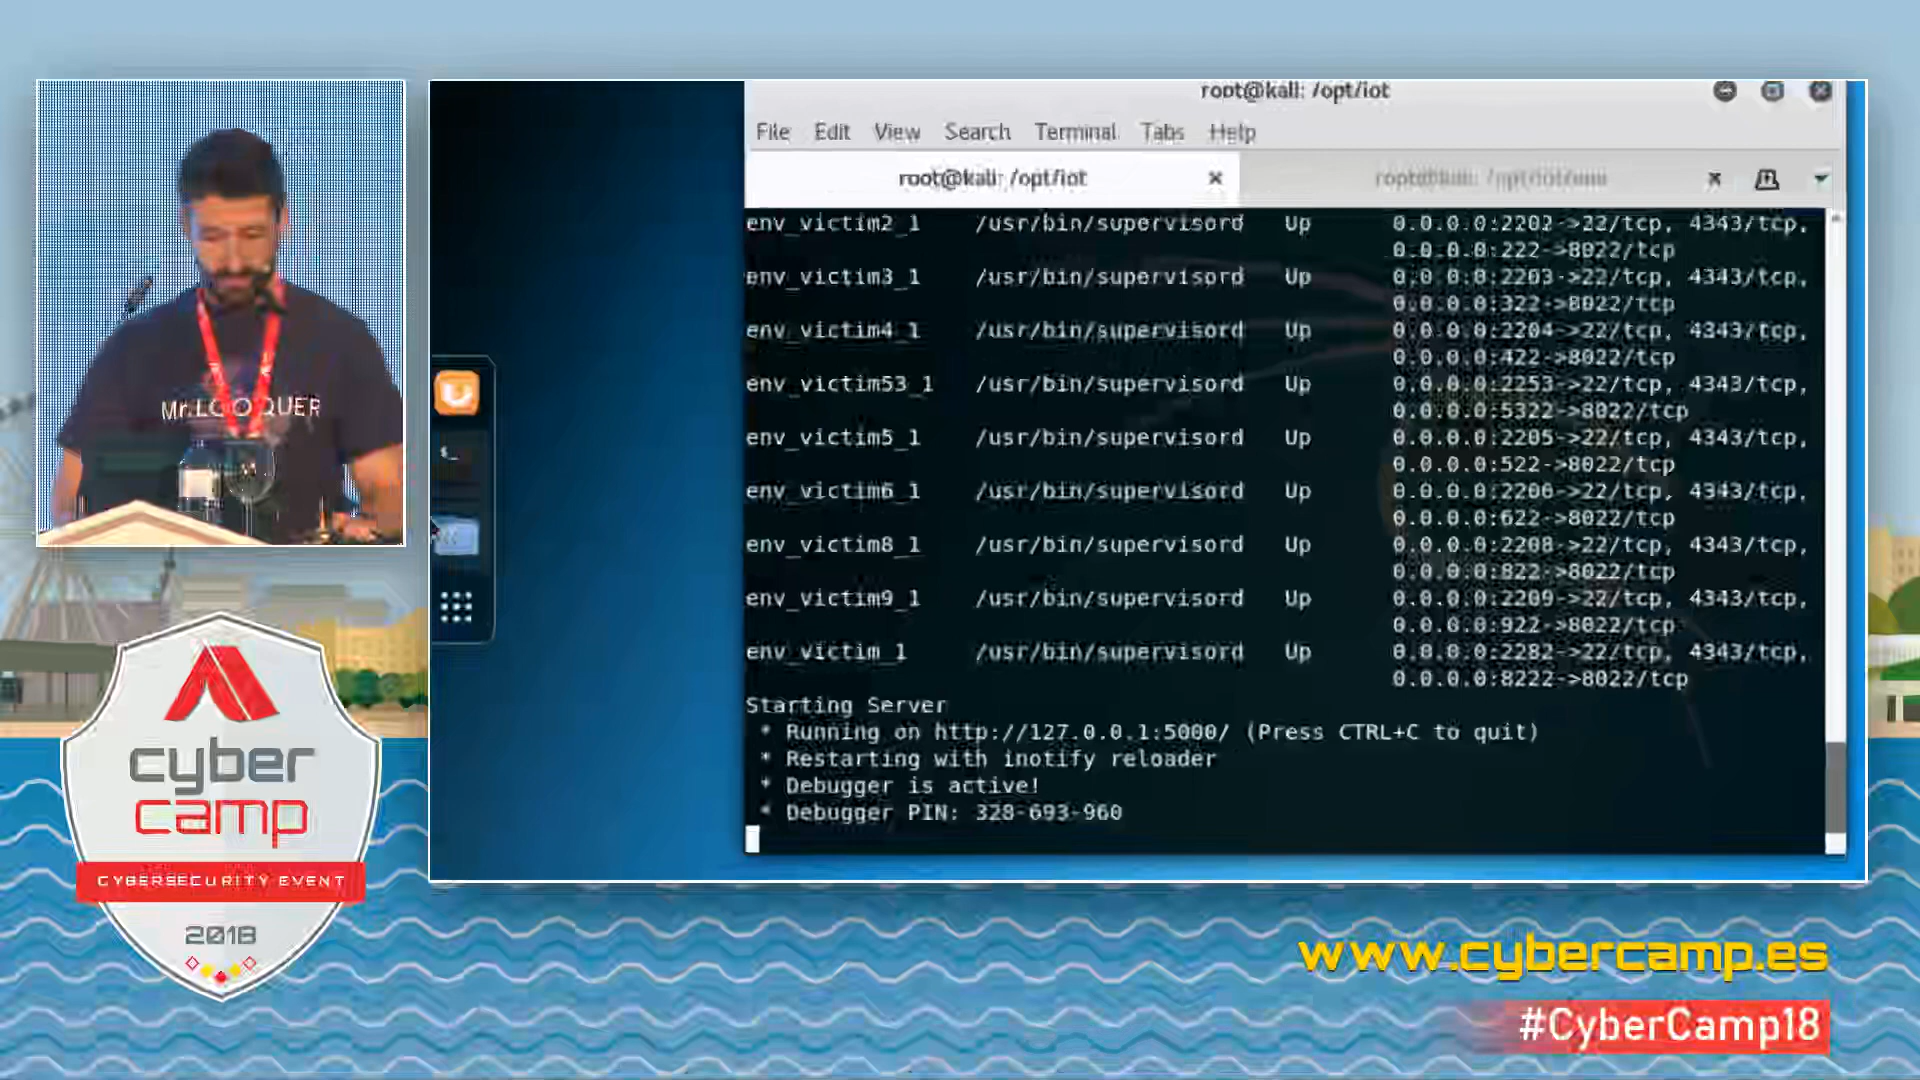 root@kali: /opt/iot
File Edit View Search Terminal Tabs Help
root@kali: /opt/iot
env_victim2_1 /usr/bin/supervisord Up 0.0.0.0:2202->22/tcp, 4343/tcp,
0.0.0.0:222->8022/tcp
env_victim3_1 /usr/bin/supervisord Up 0.0.0.0:2203->22/tcp, 4343/tcp,
0.0.0.0:322->8022/tcp
env_victim4_1 /usr/bin/supervisord Up 0.0.0.0:2204->22/tcp, 4343/tcp,
0.0.0.0:422->8022/tcp
env_victim53_1 /usr/bin/supervisord Up 0.0.0.0:2253->22/tcp, 4343/tcp,
0.0.0.0:5322->8022/tcp
env_victim5_1 /usr/bin/supervisord Up 0.0.0.0:2205->22/tcp, 4343/tcp,
0.0.0.0:522->8022/tcp
env_victim6_1 /usr/bin/supervisord Up 0.0.0.0:2206->22/tcp, 4343/tcp,
0.0.0.0:622->8022/tcp
env_victim8_1 /usr/bin/supervisord Up 0.0.0.0:2208->22/tcp, 4343/tcp,
0.0.0.0:822->8022/tcp
env_victim9_1 /usr/bin/supervisord Up 0.0.0.0:2209->22/tcp, 4343/tcp,
0.0.0.0:922->8022/tcp
env_victim_1 /usr/bin/supervisord Up 0.0.0.0:2282->22/tcp, 4343/tcp,
0.0.0.0:8222->8022/tcp
Starting Server
* Running on http://127.0.0.1:5000/ (Press CTRL+C to quit)
* Restarting with inotify reloader
* Debugger is active!
* Debugger PIN: 328-693-960
Mr.LOOQUER
cyber
camp
CYBERSECURITY EVENT
2018
www.cybercamp.es
#CyberCamp18